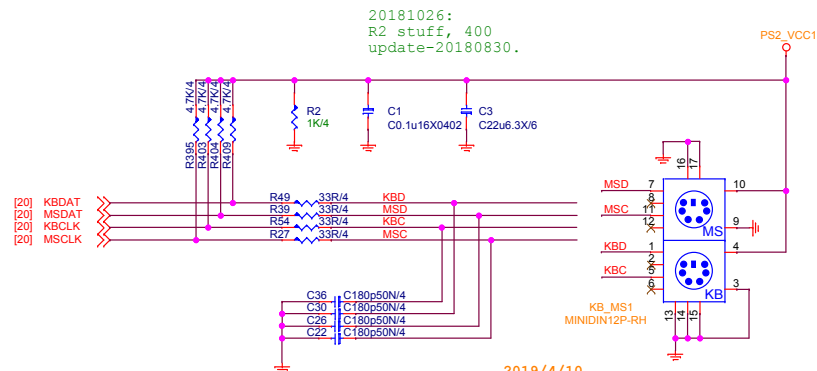 20181026:
R2 stuff, 400
update-20180830.
PS2_VCC1
4.7K/4
4.7K/4
4.7K/4
4.7K/4
R395
R403
R404
R409
R2
1K/4
C1
C0.1u16X0402
C3
C22u6.3X/6
[20] KBDAT
[20] MSDAT
[20] KBCLK
[20] MSCLK
R49 33R/4 KBD
R39 33R/4 MSD
R54 33R/4 KBC
R27 33R/4 MSC
C36 C180p50N/4
C30 C180p50N/4
C26 C180p50N/4
C22 C180p50N/4
16
17
MSD 7
8
MSC 11
12
10
9
MS
KBD 1
2
KBC 5
6
4
3
KB
13
14
15
KB_MS1
MINIDIN12P-RH
2019/4/10